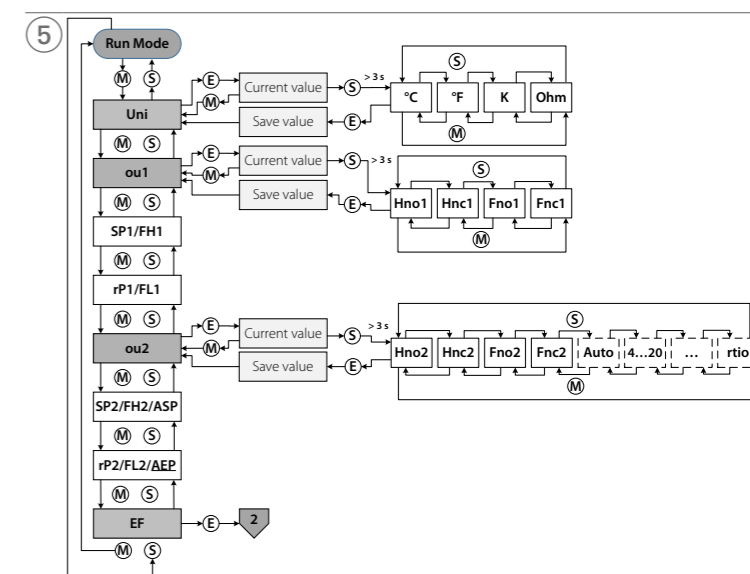 5
Run Mode
M S
Uni
E
M
Current value
Save value
S
E
> 3 s
S
°C °F K Ohm
M
M S
ou1
E
M
Current value
Save value
S
E
> 3 s
S
Hno1 Hnc1 Fno1 Fnc1
M
M S
SP1/FH1
M S
rP1/FL1
M S
ou2
E
M
Current value
Save value
S
E
> 3 s
S
Hno2 Hnc2 Fno2 Fnc2 Auto 4...20 ... rtio
M
M S
SP2/FH2/ASP
M S
rP2/FL2/AEP
M S
EF
E
2
M S